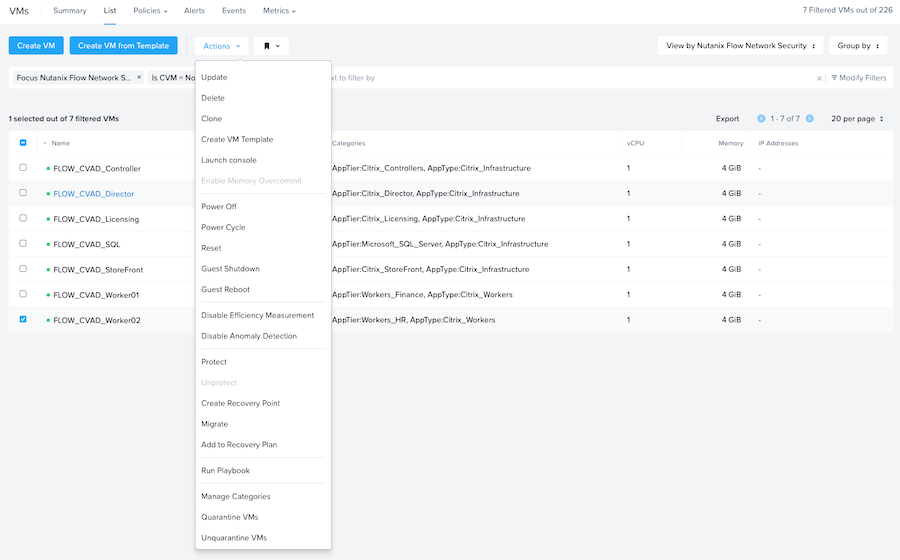 VMs Summary List Policies Alerts Events Metrics 7 Filtered VMs out of 226
Create VM Create VM from Template Actions View by Nutanix Flow Network Security Group by
Focus Nutanix Flow Network S... × Is CVM = No xt to filter by × Modify Filters
1 selected out of 7 filtered VMs Export 1 - 7 of 7 20 per page
Name Categories vCPU Memory IP Addresses
FLOW_CVAD_Controller AppTier:Citrix_Controllers, AppType:Citrix_Infrastructure 1 4 GiB -
FLOW_CVAD_Director AppTier:Citrix_Director, AppType:Citrix_Infrastructure 1 4 GiB -
FLOW_CVAD_Licensing AppTier:Citrix_Licensing, AppType:Citrix_Infrastructure 1 4 GiB -
FLOW_CVAD_SQL AppTier:Microsoft_SQL_Server, AppType:Citrix_Infrastructure 1 4 GiB -
FLOW_CVAD_StoreFront AppTier:Citrix_StoreFront, AppType:Citrix_Infrastructure 1 4 GiB -
FLOW_CVAD_Worker01 AppTier:Workers_Finance, AppType:Citrix_Workers 1 4 GiB -
FLOW_CVAD_Worker02 AppTier:Workers_HR, AppType:Citrix_Workers 1 4 GiB -
Update
Delete
Clone
Create VM Template
Launch console
Enable Memory Overcommit
Power Off
Power Cycle
Reset
Guest Shutdown
Guest Reboot
Disable Efficiency Measurement
Disable Anomaly Detection
Protect
Unprotect
Create Recovery Point
Migrate
Add to Recovery Plan
Run Playbook
Manage Categories
Quarantine VMs
Unquarantine VMs